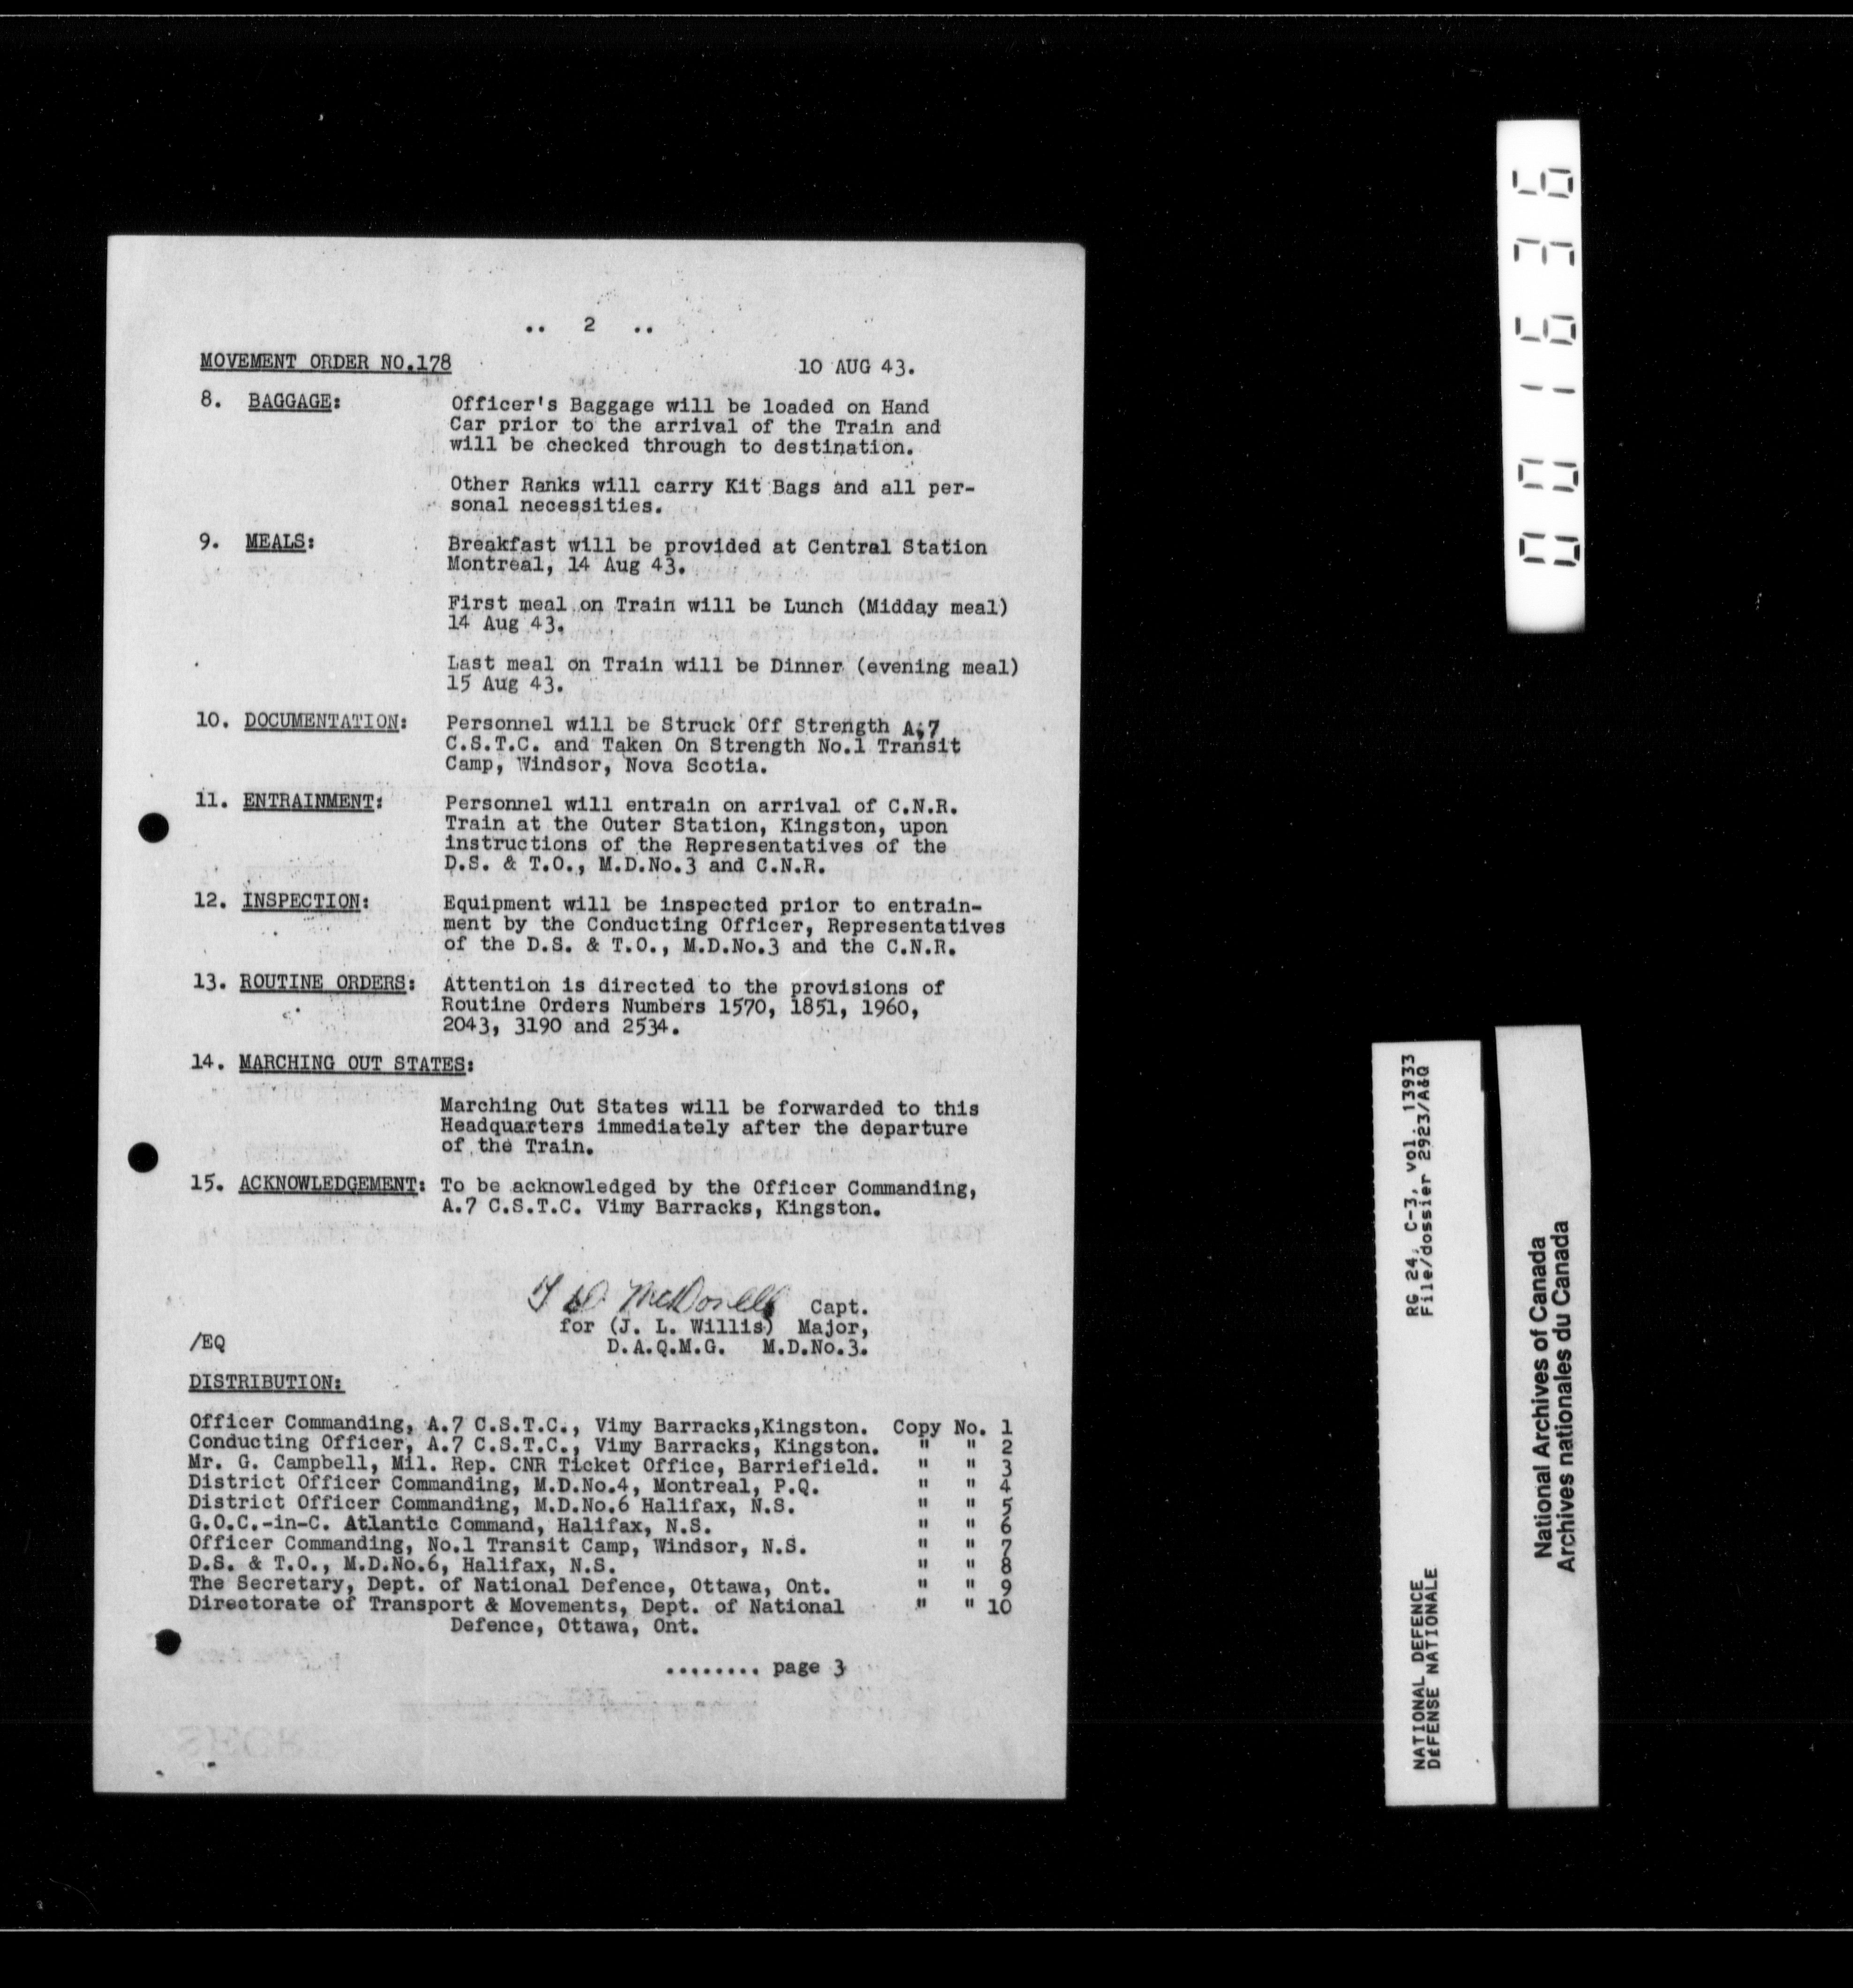 .. 2 ..
MOVEMENT ORDER NO.178 10 AUG 43.
8. BAGGAGE: Officer's Baggage will be loaded on Hand
Car prior to the arrival of the Train and
will be checked through to destination.
Other Ranks will carry Kit Bags and all per-
sonal necessities.
9. MEALS: Breakfast will be provided at Central Station
Montreal, 14 Aug 43.
First meal on Train will be Lunch (Midday meal)
14 Aug 43.
Last meal on Train will be Dinner (evening meal)
15 Aug 43.
10. DOCUMENTATION: Personnel will be Struck Off Strength A.7
C.S.T.C. and Taken On Strength No.1 Transit
Camp, Windsor, Nova Scotia.
11. ENTRAINMENT: Personnel will entrain on arrival of C.N.R.
Train at the Outer Station, Kingston, upon
instructions of the Representatives of the
D.S. & T.O., M.D.No.3 and C.N.R.
12. INSPECTION: Equipment will be inspected prior to entrain-
ment by the Conducting Officer, Representatives
of the D.S. & T.O., M.D.No.3 and the C.N.R.
13. ROUTINE ORDERS: Attention is directed to the provisions of
Routine Orders Numbers 1570, 1851, 1960,
2043, 3190 and 2534.
14. MARCHING OUT STATES:
Marching Out States will be forwarded to this
Headquarters immediately after the departure
of the Train.
15. ACKNOWLEDGEMENT: To be acknowledged by the Officer Commanding,
A.7 C.S.T.C. Vimy Barracks, Kingston.
McDonell Capt.
for (J. L. Willis) Major,
/EQ D.A.Q.M.G. M.D.No.3.
DISTRIBUTION:
Officer Commanding, A.7 C.S.T.C., Vimy Barracks,Kingston. Copy No. 1
Conducting Officer, A.7 C.S.T.C., Vimy Barracks, Kingston. " " 2
Mr. G. Campbell, Mil. Rep. CNR Ticket Office, Barriefield. " " 3
District Officer Commanding, M.D.No.4, Montreal, P.Q. " " 4
District Officer Commanding, M.D.No.6 Halifax, N.S. " " 5
G.O.C.-in-C. Atlantic Command, Halifax, N.S. " " 6
Officer Commanding, No.1 Transit Camp, Windsor, N.S. " " 7
D.S. & T.O., M.D.No.6, Halifax, N.S. " " 8
The Secretary, Dept. of National Defence, Ottawa, Ont. " " 9
Directorate of Transport & Movements, Dept. of National " " 10
Defence, Ottawa, Ont.
........ page 3
001636
RG 24, C-3, vol. 13933
File/dossier 2923/A&Q
NATIONAL DEFENCE
DEFENSE NATIONALE
National Archives of Canada
Archives nationales du Canada